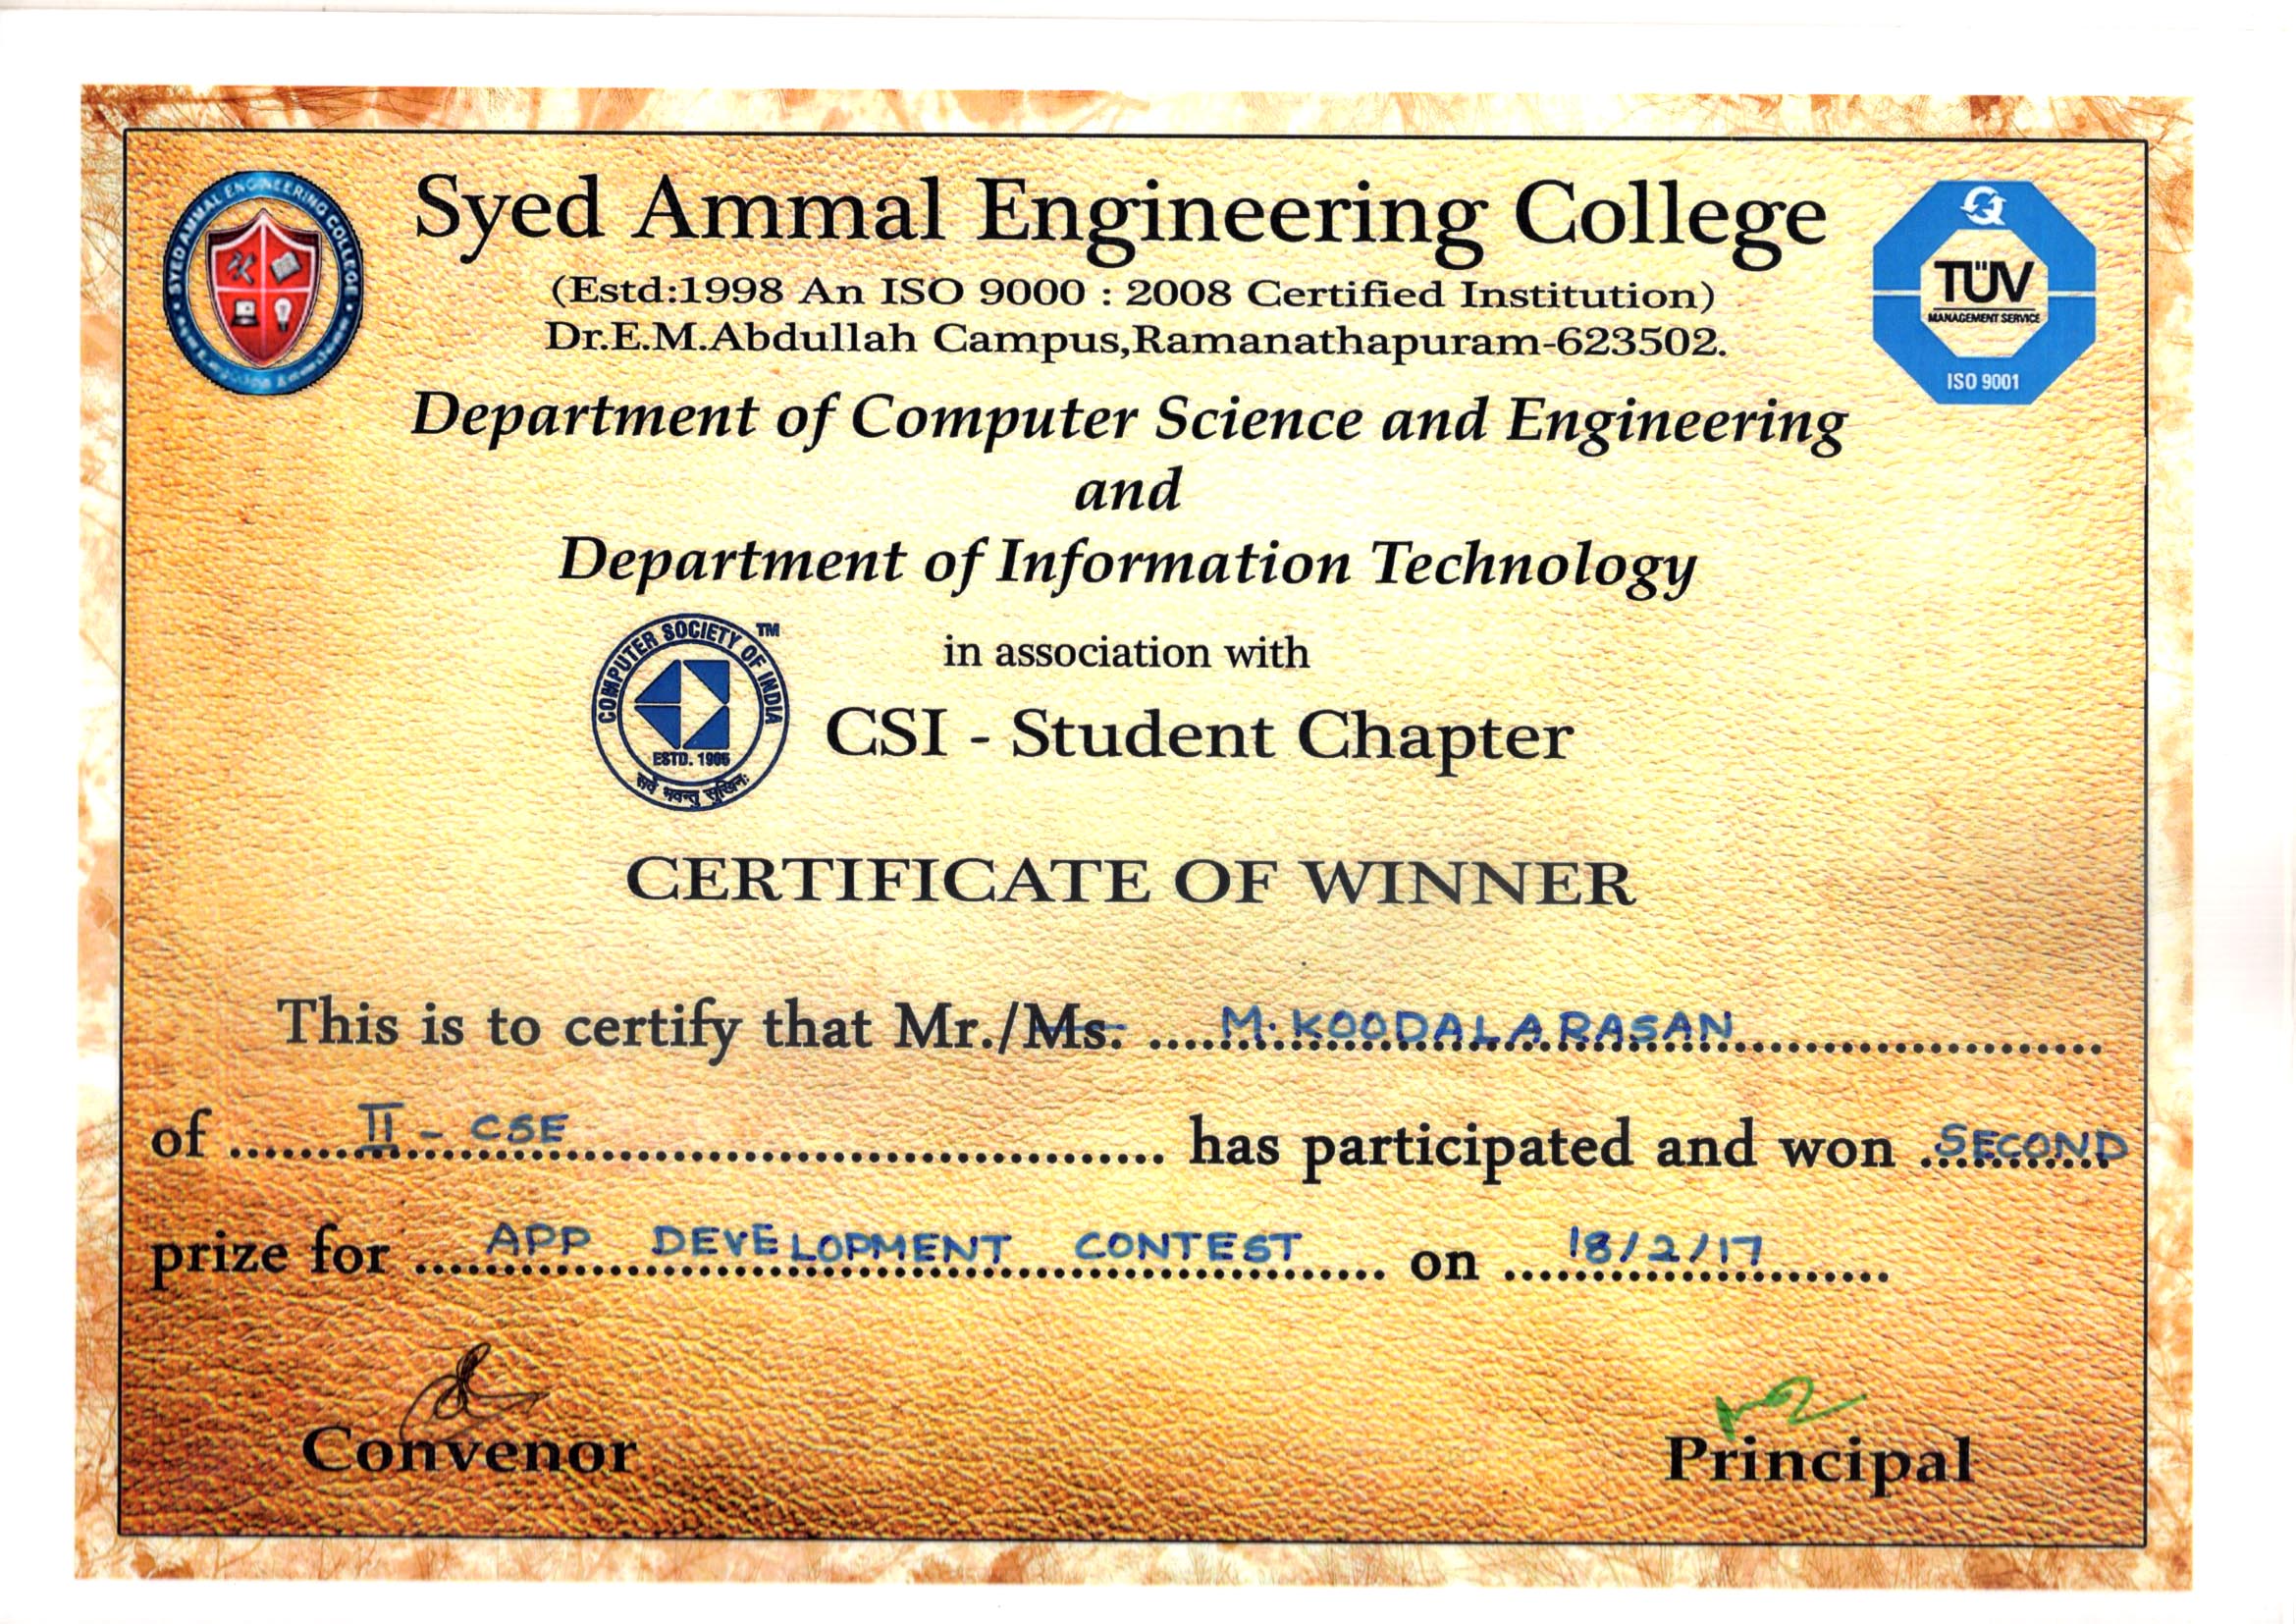 SYED AMMAL ENGINEERING COLLEGE
Syed Ammal Engineering College
(Estd:1998 An ISO 9000 : 2008 Certified Institution)
Dr.E.M.Abdullah Campus,Ramanathapuram-623502.
TÜV
MANAGEMENT SERVICE
ISO 9001
Department of Computer Science and Engineering
and
Department of Information Technology
COMPUTER SOCIETY OF INDIA TM
ESTD. 1965
सर्वे भवन्तु सुखिनः
in association with
CSI - Student Chapter
CERTIFICATE OF WINNER
This is to certify that Mr./Ms. ....M. KOODALARASAN....
of ....II - CSE.... has participated and won ....SECOND
prize for ....APP DEVELOPMENT CONTEST.... on ....18/2/17....
Convenor
Principal